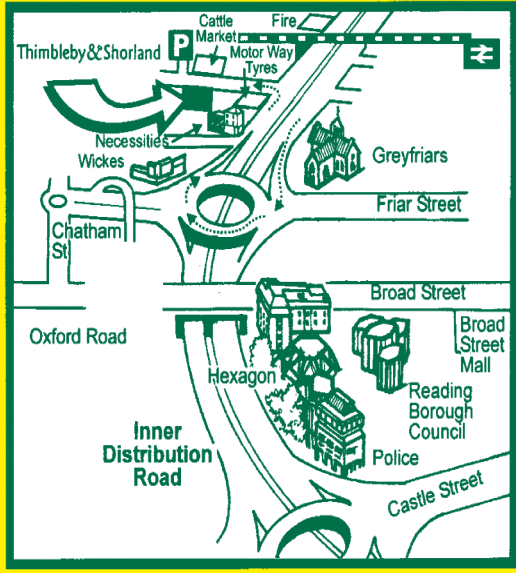 Cattle
Market
Fire
Thimbleby&Shorland
P
Motor Way
Tyres
Necessities
Wickes
Greyfriars
Friar Street
Chatham
St
Broad Street
Oxford Road
Broad
Street
Mall
Hexagon
Reading
Borough
Council
Inner
Distribution
Road
Police
Castle Street